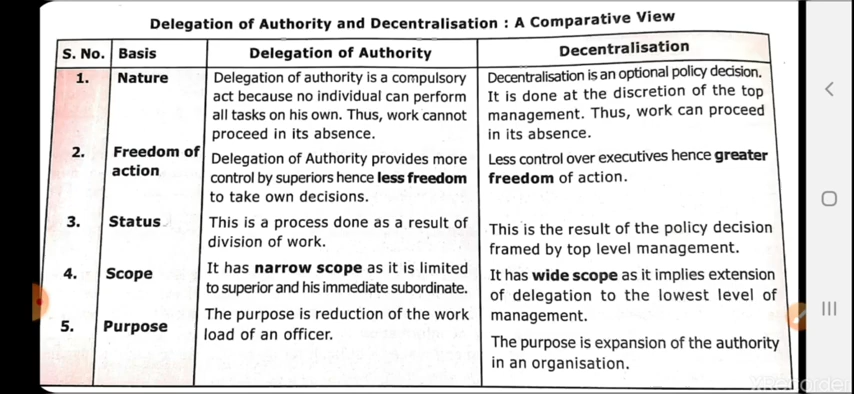 Delegation of Authority and Decentralisation : A Comparative View
S. No. Basis Delegation of Authority Decentralisation
1. Nature
Delegation of authority is a compulsory
act because no individual can perform
all tasks on his own. Thus, work cannot
proceed in its absence.
Decentralisation is an optional policy decision.
It is done at the discretion of the top
management. Thus, work can proceed
in its absence.
2. Freedom of
action
Delegation of Authority provides more
control by superiors hence less freedom
to take own decisions.
Less control over executives hence greater
freedom of action.
3. Status
This is a process done as a result of
division of work.
This is the result of the policy decision
framed by top level management.
4. Scope
It has narrow scope as it is limited
to superior and his immediate subordinate.
It has wide scope as it implies extension
of delegation to the lowest level of
management.
5. Purpose
The purpose is reduction of the work
load of an officer.
The purpose is expansion of the authority
in an organisation.
XRecorder